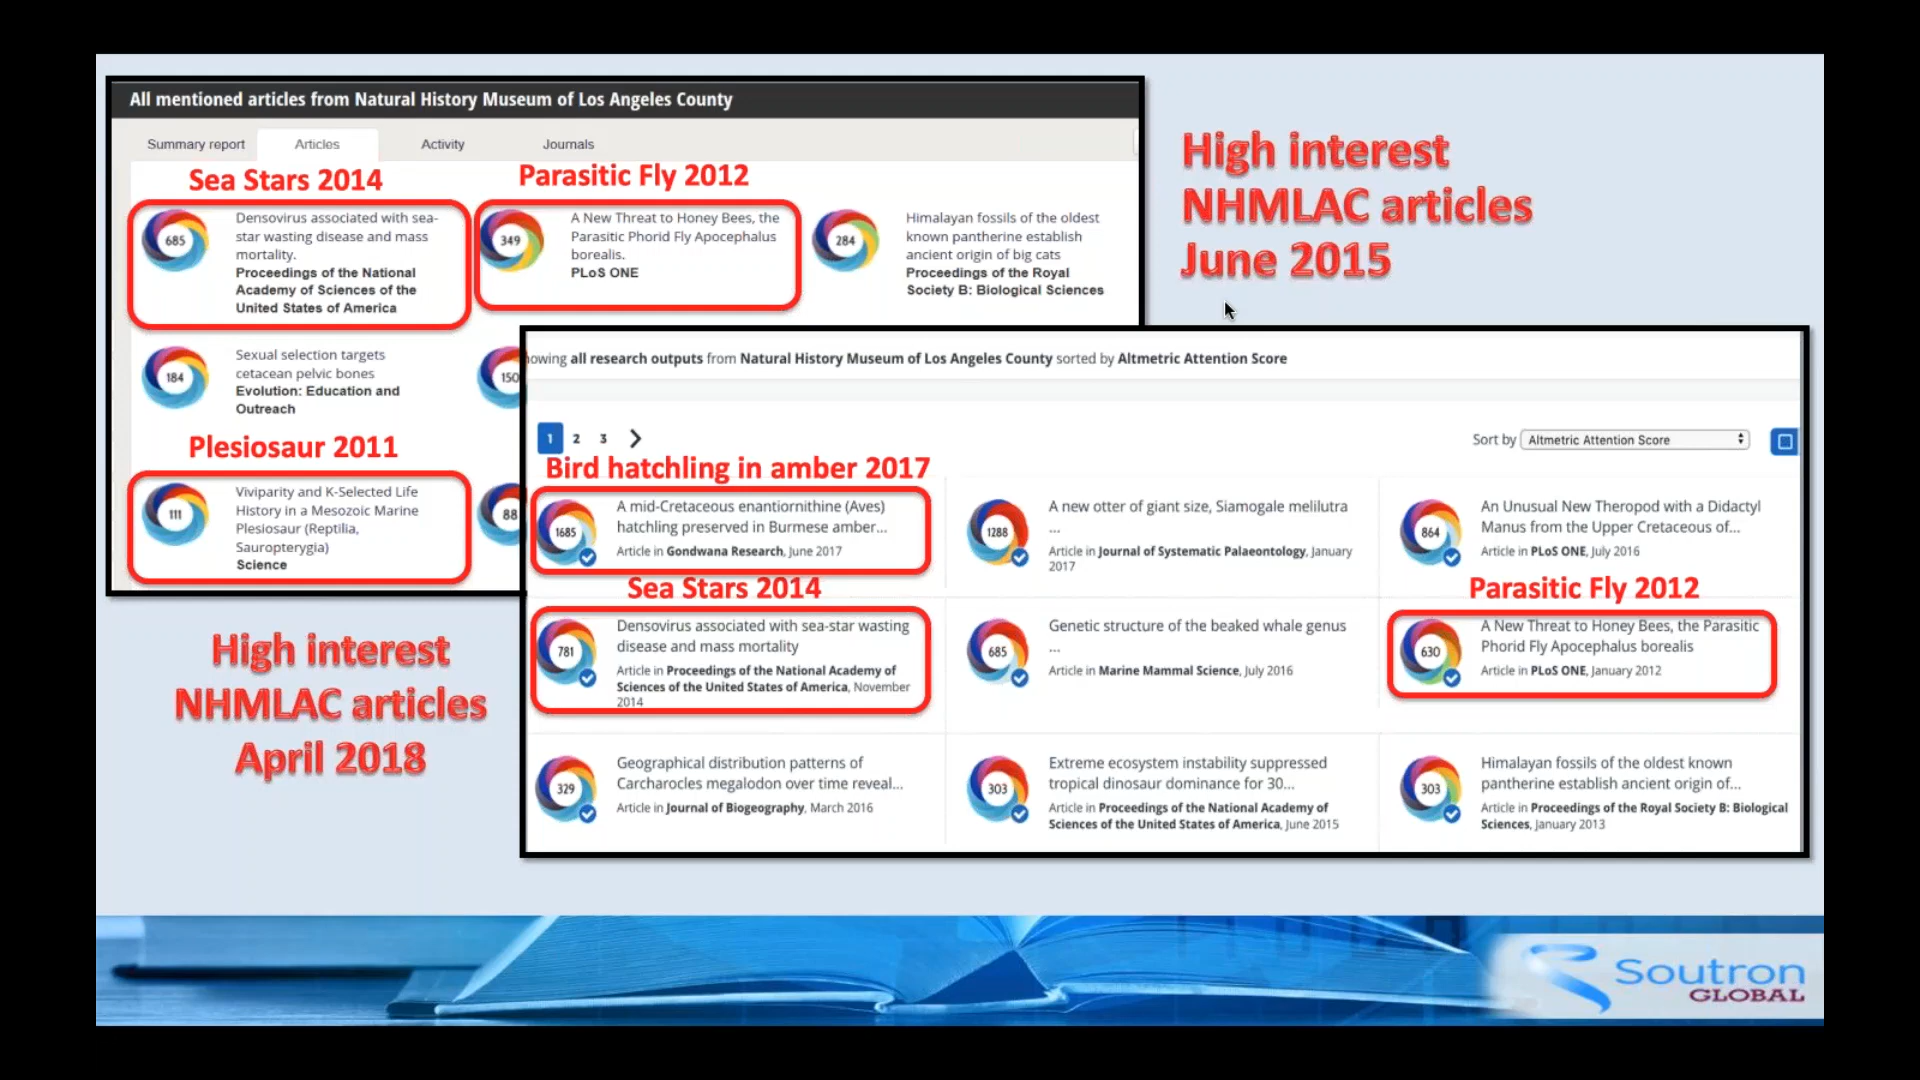 All mentioned articles from Natural History Museum of Los Angeles County
Summary report
Articles
Activity
Journals
Sea Stars 2014
685
Densovirus associated with sea-
star wasting disease and mass
mortality.
Proceedings of the National
Academy of Sciences of the
United States of America
Parasitic Fly 2012
349
A New Threat to Honey Bees, the
Parasitic Phorid Fly Apocephalus
borealis.
PLoS ONE
284
Himalayan fossils of the oldest
known pantherine establish
ancient origin of big cats
Proceedings of the Royal
Society B: Biological Sciences
184
Sexual selection targets
cetacean pelvic bones
Evolution: Education and
Outreach
150
Plesiosaur 2011
111
Viviparity and K-Selected Life
History in a Mesozoic Marine
Plesiosaur (Reptilia,
Sauropterygia)
Science
88
High interest
NHMLAC articles
June 2015
High interest
NHMLAC articles
April 2018
owing all research outputs from Natural History Museum of Los Angeles County sorted by Altmetric Attention Score
1 2 3
Sort by Altmetric Attention Score
Bird hatchling in amber 2017
1685
A mid-Cretaceous enantiornithine (Aves)
hatchling preserved in Burmese amber...
Article in Gondwana Research, June 2017
1288
A new otter of giant size, Siamogale melilutra
...
Article in Journal of Systematic Palaeontology, January
2017
864
An Unusual New Theropod with a Didactyl
Manus from the Upper Cretaceous of...
Article in PLoS ONE, July 2016
Sea Stars 2014
781
Densovirus associated with sea-star wasting
disease and mass mortality
Article in Proceedings of the National Academy of
Sciences of the United States of America, November
2014
685
Genetic structure of the beaked whale genus
...
Article in Marine Mammal Science, July 2016
Parasitic Fly 2012
630
A New Threat to Honey Bees, the Parasitic
Phorid Fly Apocephalus borealis
Article in PLoS ONE, January 2012
329
Geographical distribution patterns of
Carcharocles megalodon over time reveal...
Article in Journal of Biogeography, March 2016
303
Extreme ecosystem instability suppressed
tropical dinosaur dominance for 30...
Article in Proceedings of the National Academy of
Sciences of the United States of America, June 2015
303
Himalayan fossils of the oldest known
pantherine establish ancient origin of...
Article in Proceedings of the Royal Society B: Biological
Sciences, January 2013
Soutron
GLOBAL